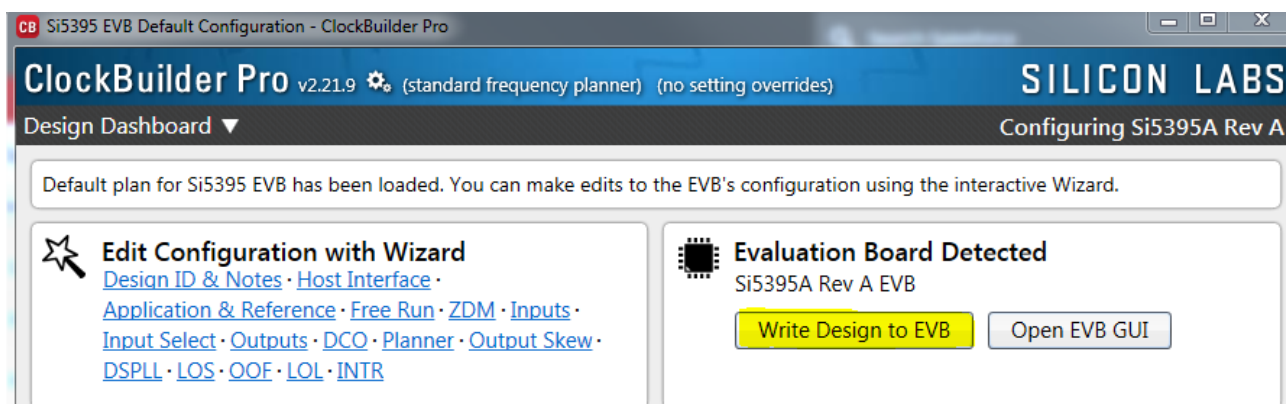 CB Si5395 EVB Default Configuration - ClockBuilder Pro
ClockBuilder Pro v2.21.9 (standard frequency planner) (no setting overrides) SILICON LABS
Design Dashboard ▼ Configuring Si5395A Rev A
Default plan for Si5395 EVB has been loaded. You can make edits to the EVB's configuration using the interactive Wizard.
Edit Configuration with Wizard
Design ID & Notes · Host Interface ·
Application & Reference · Free Run · ZDM · Inputs ·
Input Select · Outputs · DCO · Planner · Output Skew ·
DSPLL · LOS · OOF · LOL · INTR
Evaluation Board Detected
Si5395A Rev A EVB
Write Design to EVB Open EVB GUI